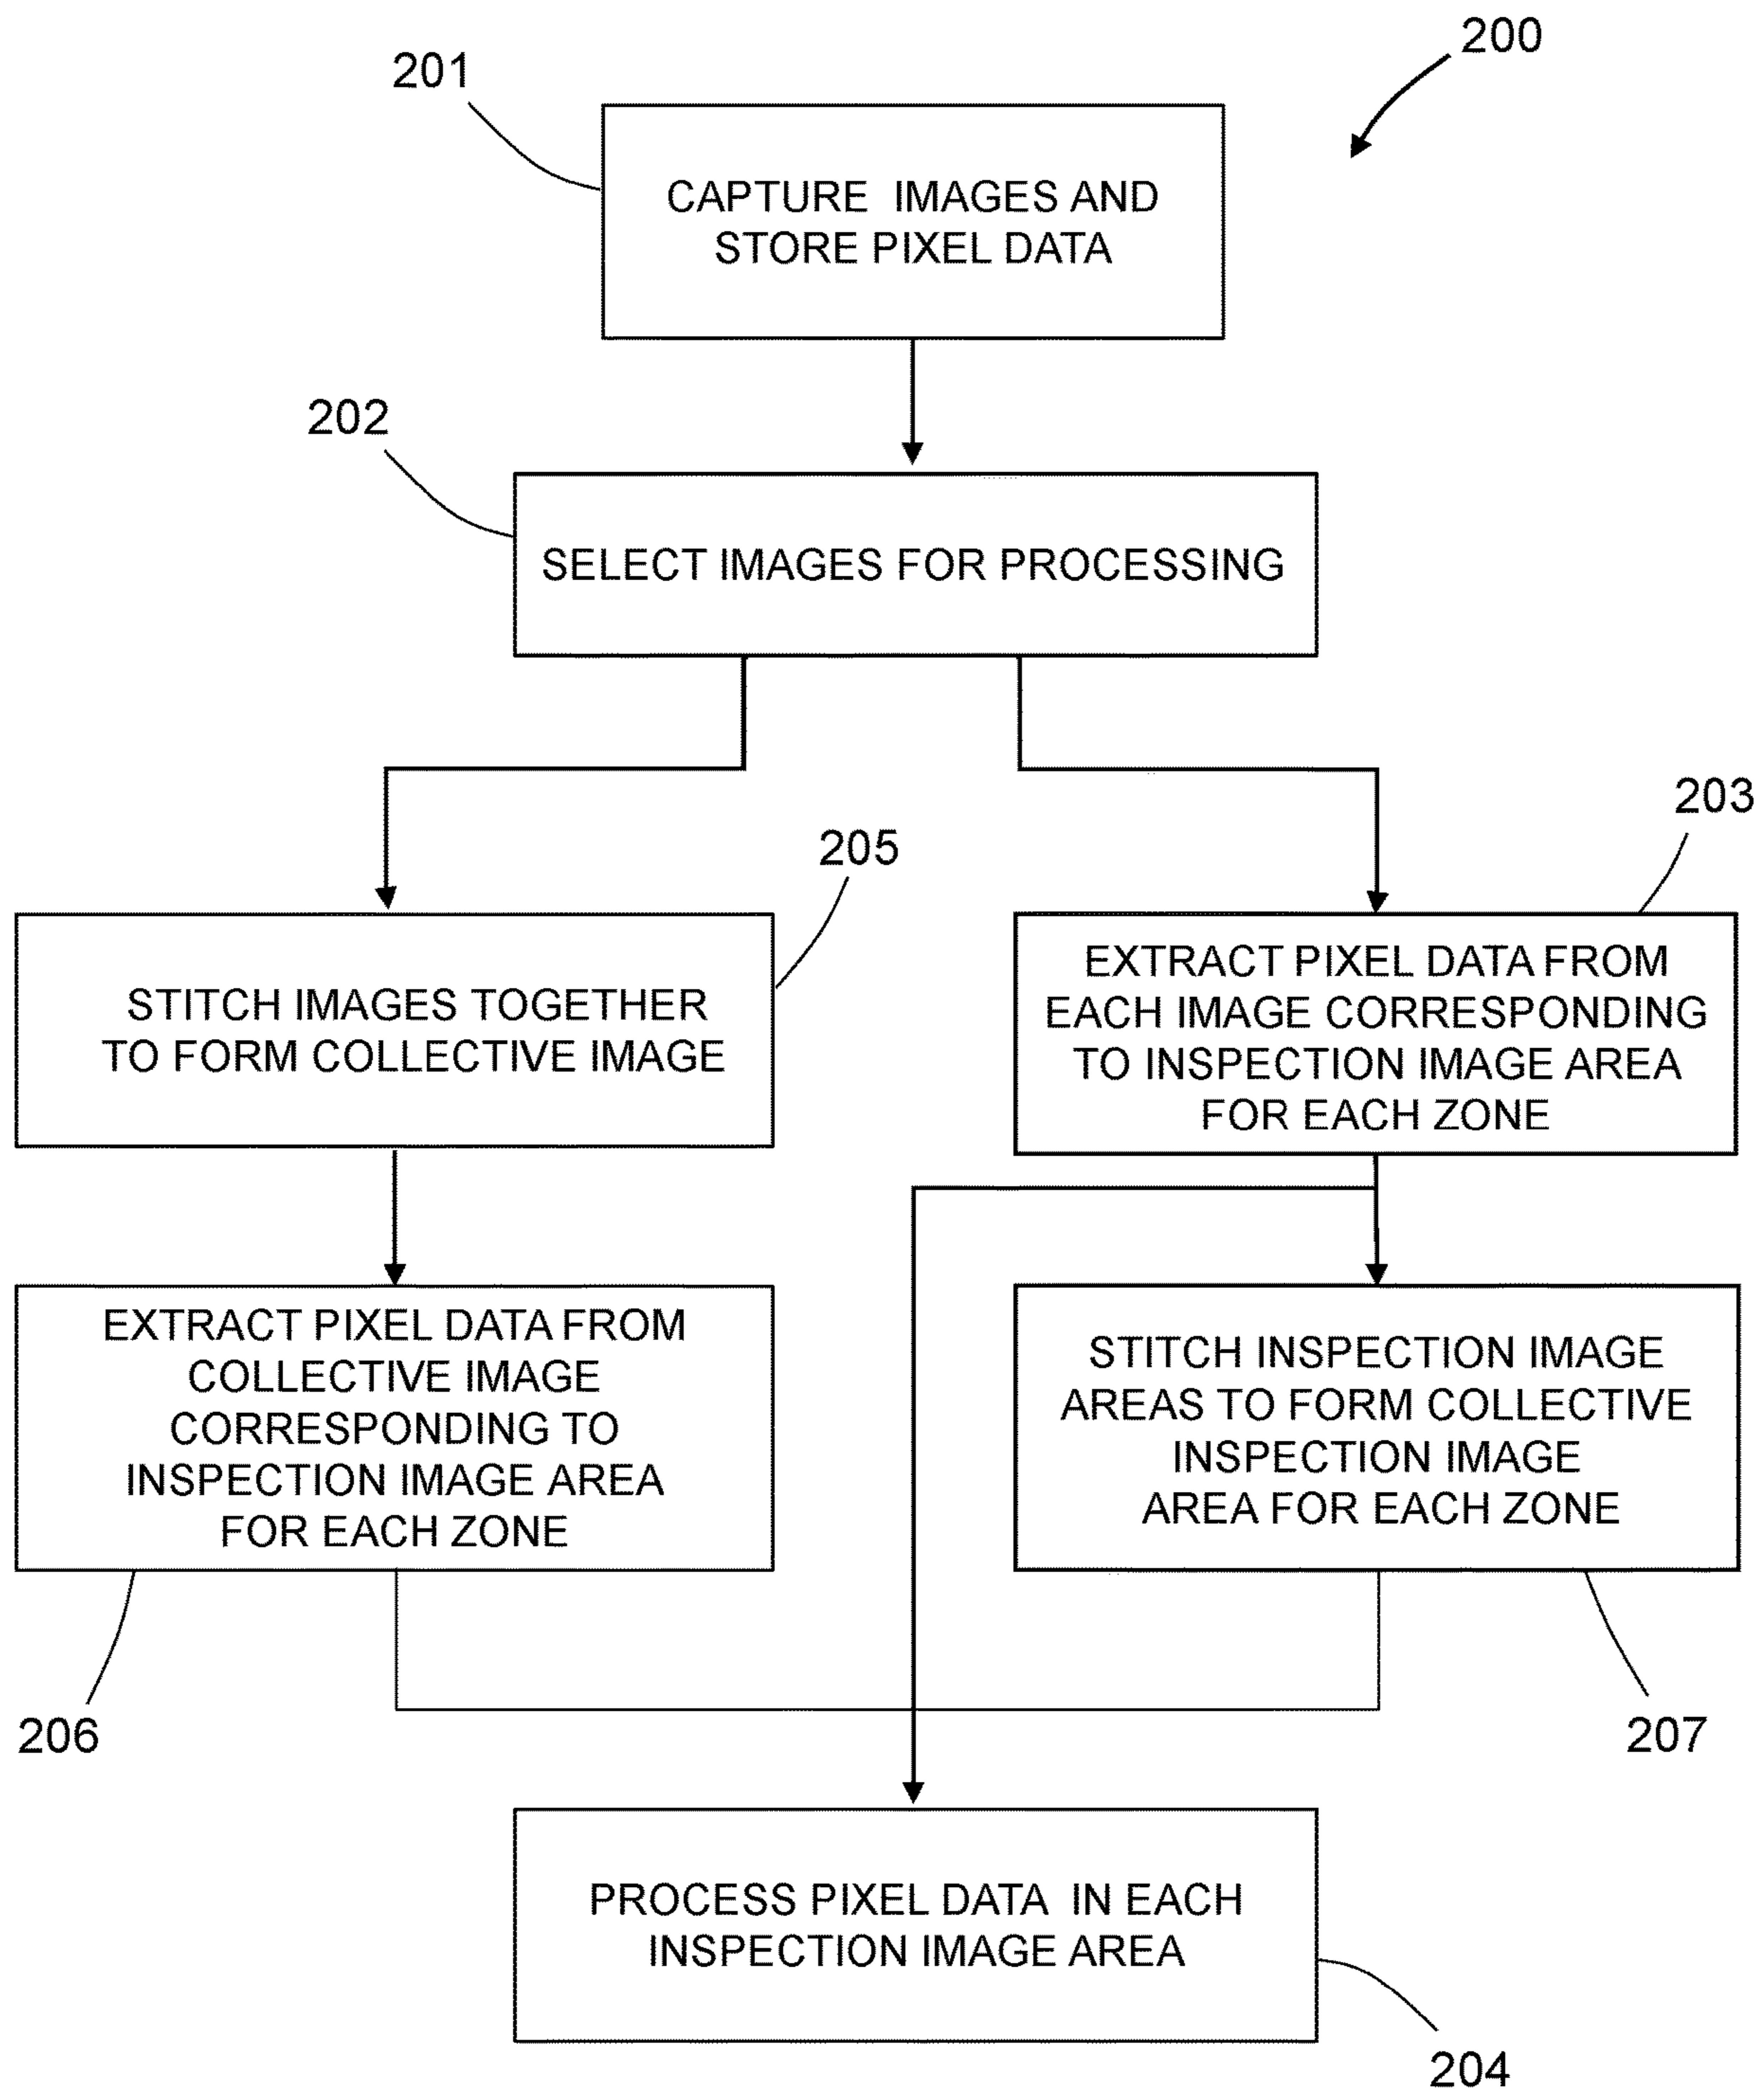 200
201
CAPTURE IMAGES AND
STORE PIXEL DATA
202
SELECT IMAGES FOR PROCESSING
205
STITCH IMAGES TOGETHER
TO FORM COLLECTIVE IMAGE
203
EXTRACT PIXEL DATA FROM
EACH IMAGE CORRESPONDING
TO INSPECTION IMAGE AREA
FOR EACH ZONE
EXTRACT PIXEL DATA FROM
COLLECTIVE IMAGE
CORRESPONDING TO
INSPECTION IMAGE AREA
FOR EACH ZONE
206
STITCH INSPECTION IMAGE
AREAS TO FORM COLLECTIVE
INSPECTION IMAGE
AREA FOR EACH ZONE
207
PROCESS PIXEL DATA IN EACH
INSPECTION IMAGE AREA
204